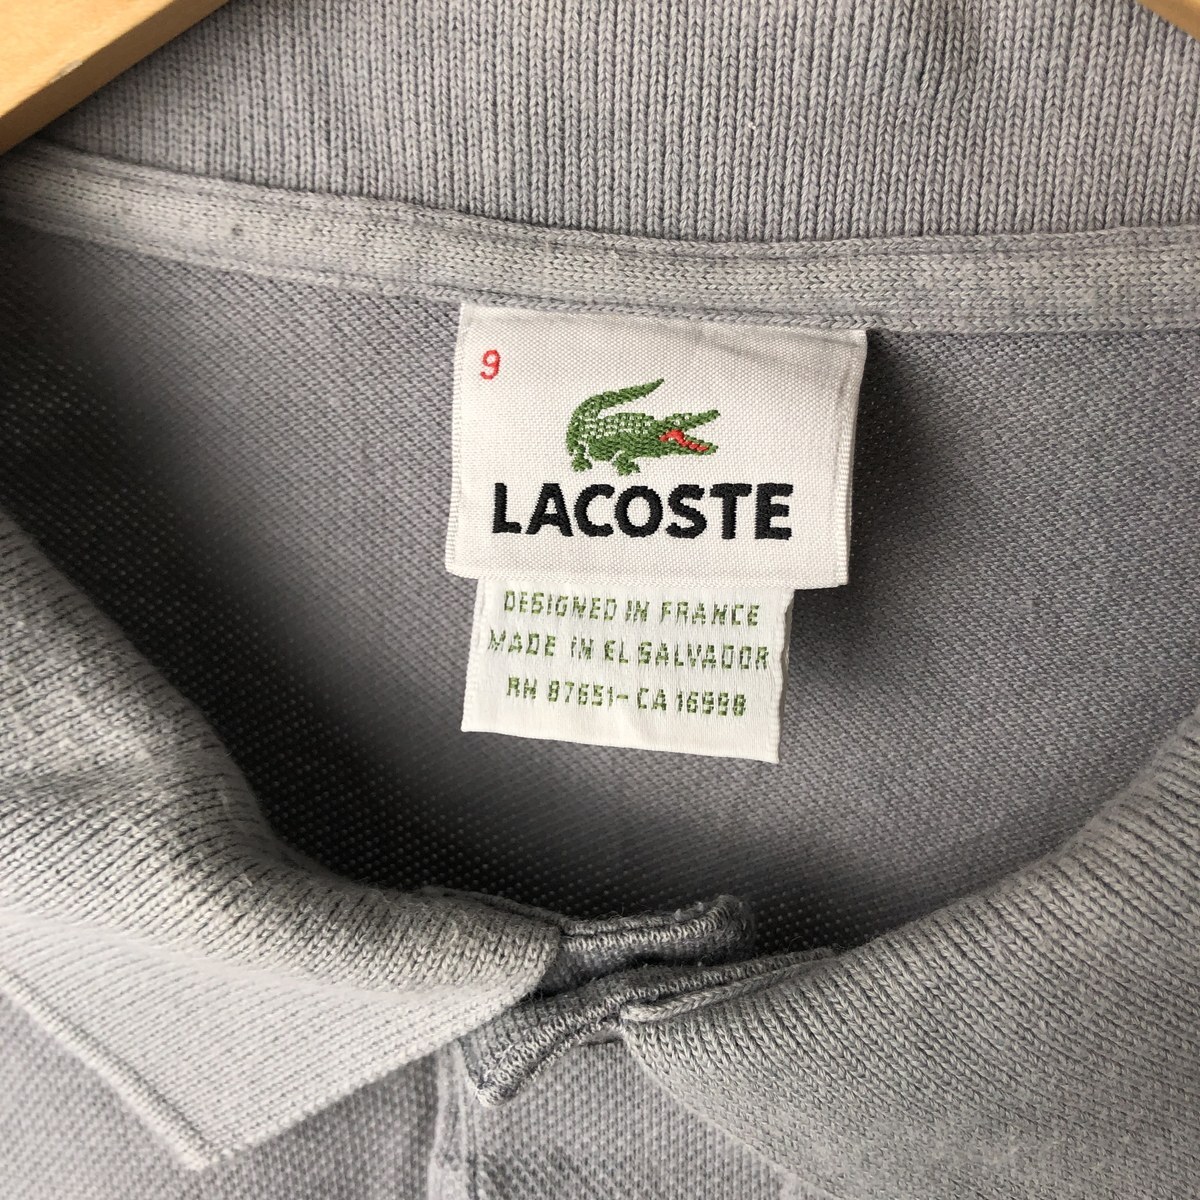 9
LACOSTE
DESIGNED IN FRANCE
MADE IN EL SALVADOR
RN 87651- CA 16998